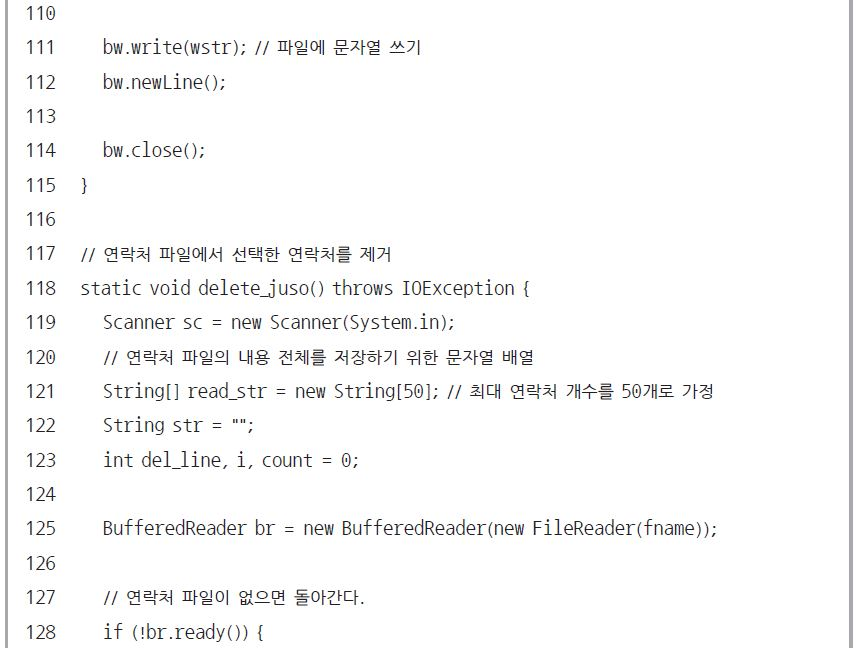 110
111 bw.write(wstr); // 파일에 문자열 쓰기
112 bw.newLine();
113
114 bw.close();
115 }
116
117 // 연락처 파일에서 선택한 연락처를 제거
118 static void delete_juso() throws IOException {
119 Scanner sc = new Scanner(System.in);
120 // 연락처 파일의 내용 전체를 저장하기 위한 문자열 배열
121 String[] read_str = new String[50]; // 최대 연락처 개수를 50개로 가정
122 String str = "";
123 int del_line, i, count = 0;
124
125 BufferedReader br = new BufferedReader(new FileReader(fname));
126
127 // 연락처 파일이 없으면 돌아간다.
128 if (!br.ready()) {